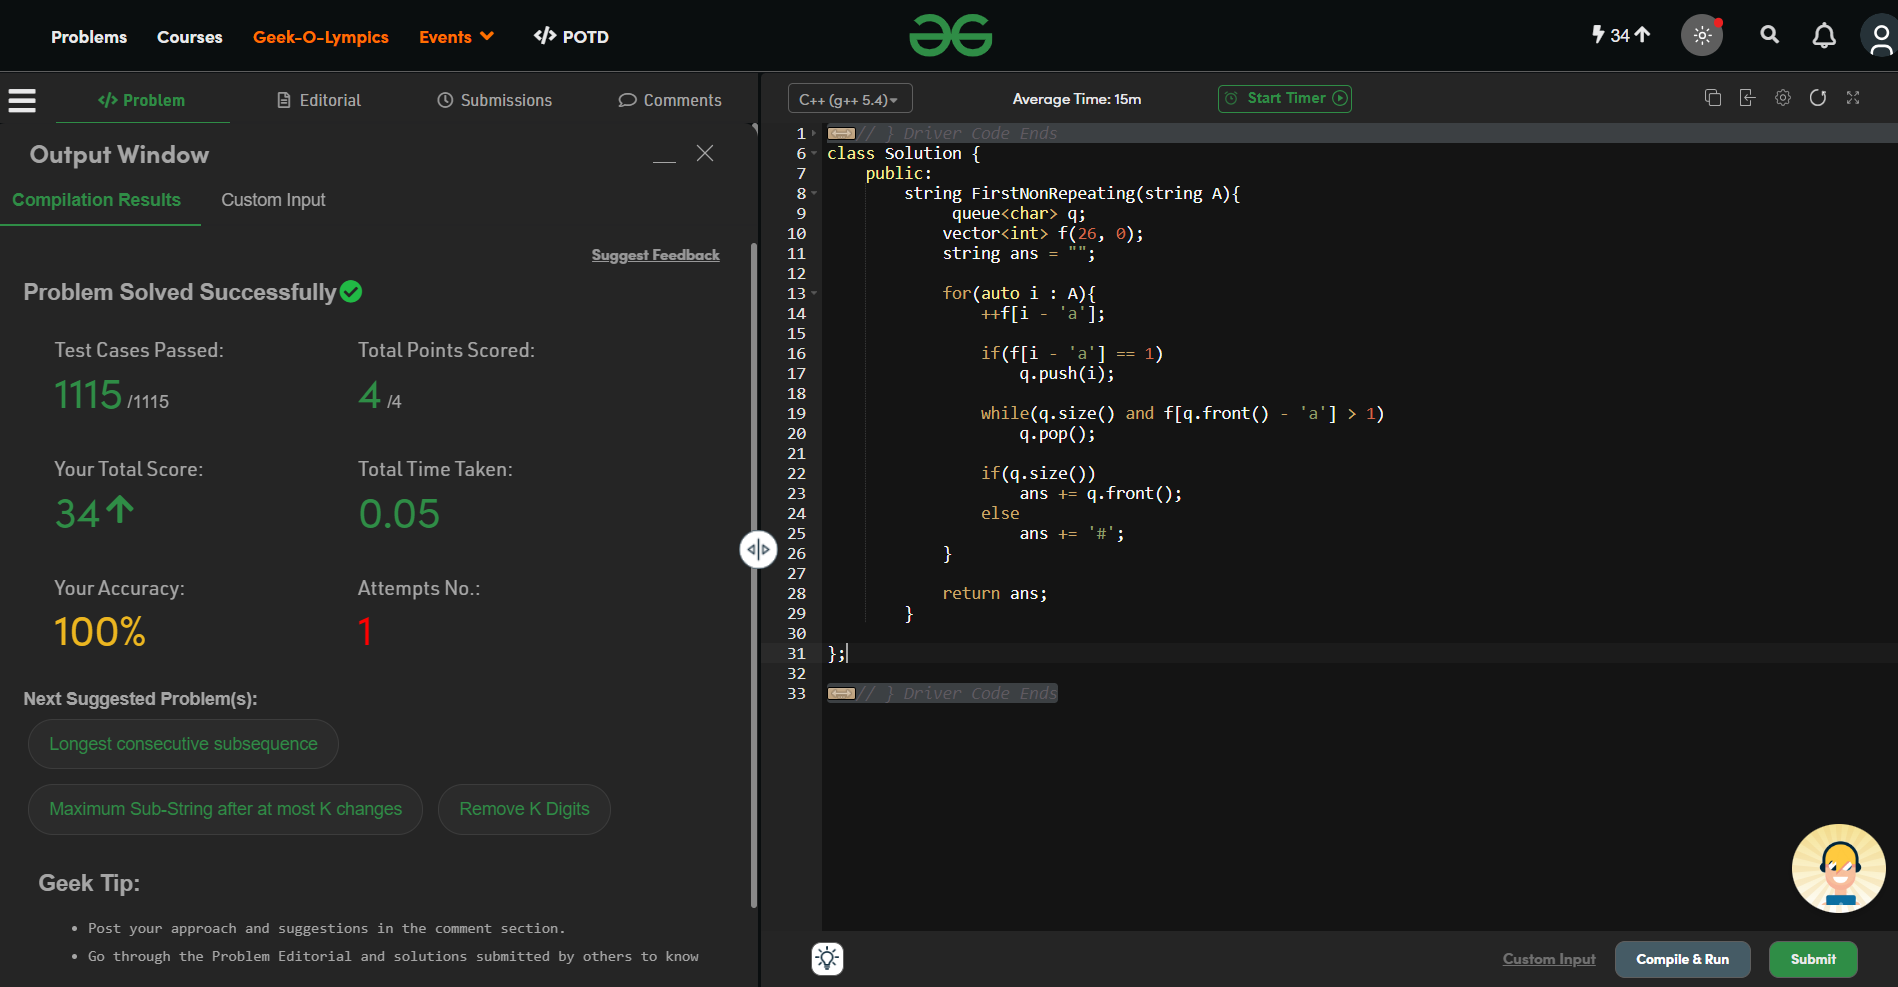 Problems Courses Geek-O-Lympics Events </> POTD
34
</> Problem Editorial Submissions Comments
Output Window
Compilation Results Custom Input
Suggest Feedback
Problem Solved Successfully
Test Cases Passed: Total Points Scored:
1115 /1115 4 /4
Your Total Score: Total Time Taken:
34 0.05
Your Accuracy: Attempts No.:
100% 1
Next Suggested Problem(s):
Longest consecutive subsequence
Maximum Sub-String after at most K changes Remove K Digits
Geek Tip:
• Post your approach and suggestions in the comment section.
• Go through the Problem Editorial and solutions submitted by others to know
C++ (g++ 5.4) Average Time: 15m Start Timer
1 // } Driver Code Ends
6 class Solution {
7 public:
8 string FirstNonRepeating(string A){
9 queue<char> q;
10 vector<int> f(26, 0);
11 string ans = "";
12
13 for(auto i : A){
14 ++f[i - 'a'];
15
16 if(f[i - 'a'] == 1)
17 q.push(i);
18
19 while(q.size() and f[q.front() - 'a'] > 1)
20 q.pop();
21
22 if(q.size())
23 ans += q.front();
24 else
25 ans += '#';
26 }
27
28 return ans;
29 }
30
31 };
32
33 // } Driver Code Ends
Custom Input Compile & Run Submit